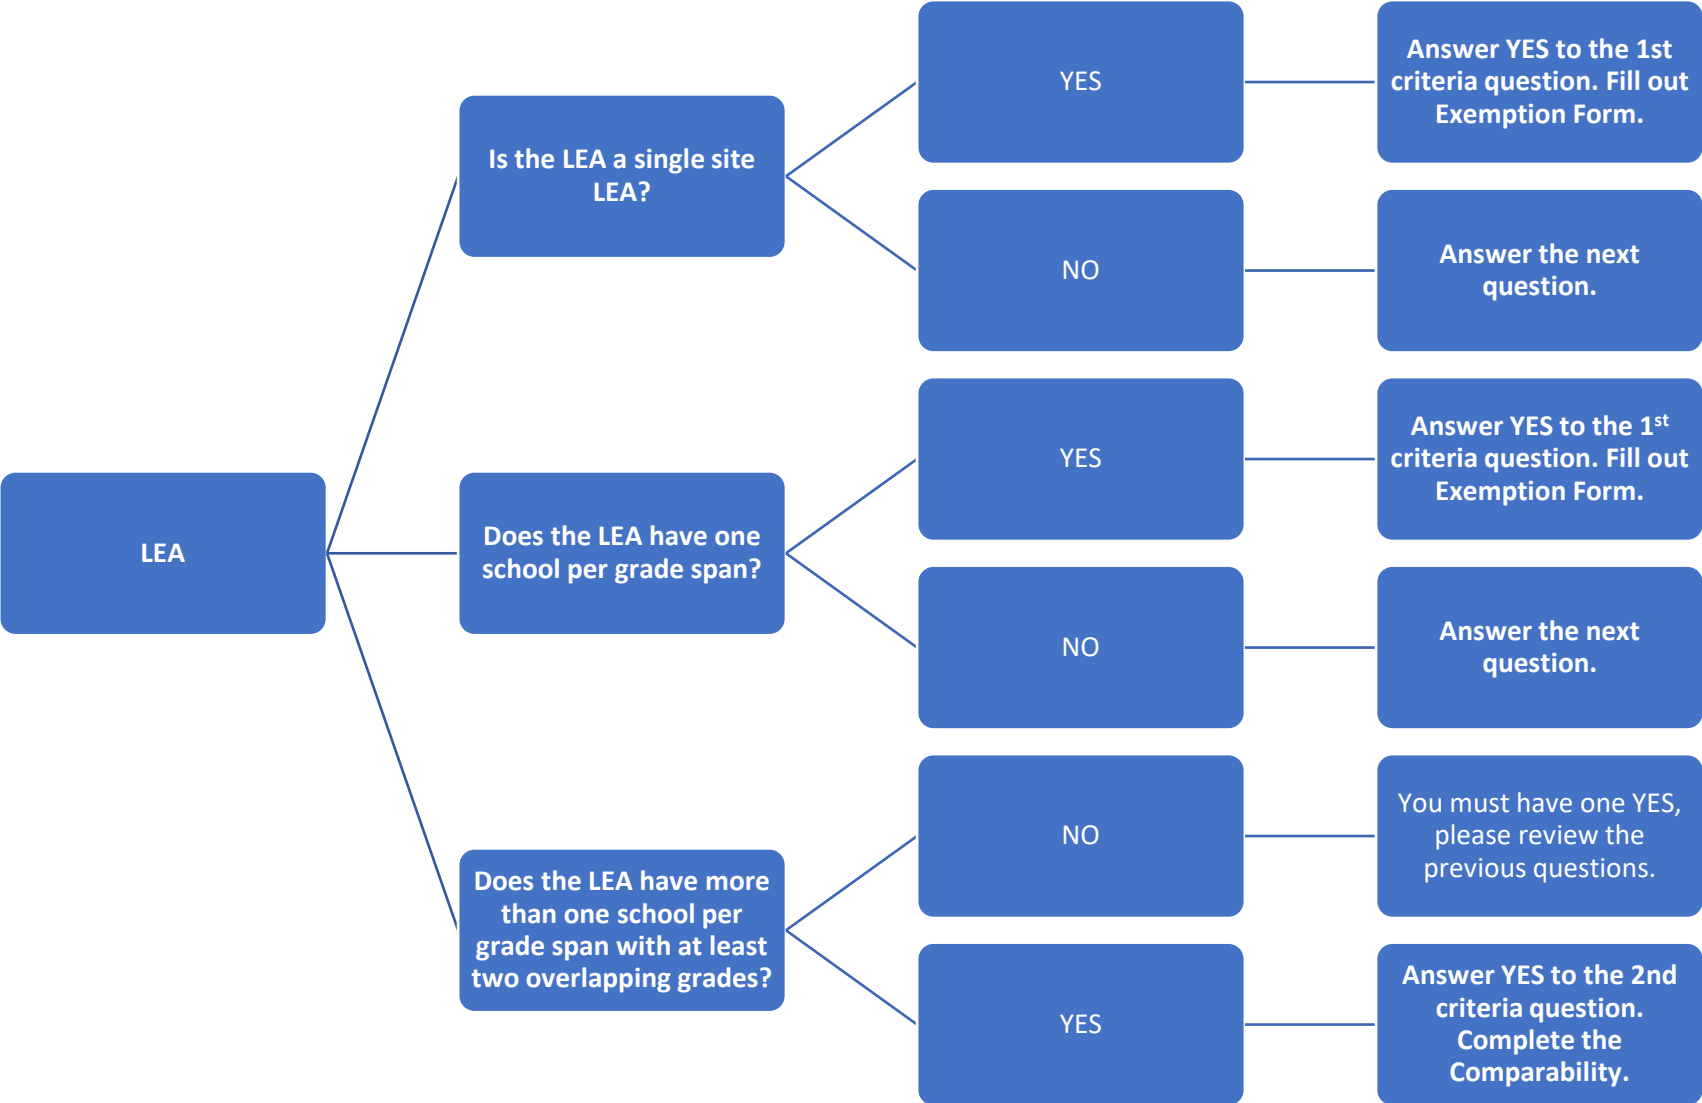 LEA
Is the LEA a single site
LEA?
YES
Answer YES to the 1st
criteria question. Fill out
Exemption Form.
NO
Answer the next
question.
Does the LEA have one
school per grade span?
YES
Answer YES to the 1st
criteria question. Fill out
Exemption Form.
NO
Answer the next
question.
Does the LEA have more
than one school per
grade span with at least
two overlapping grades?
NO
You must have one YES,
please review the
previous questions.
YES
Answer YES to the 2nd
criteria question.
Complete the
Comparability.